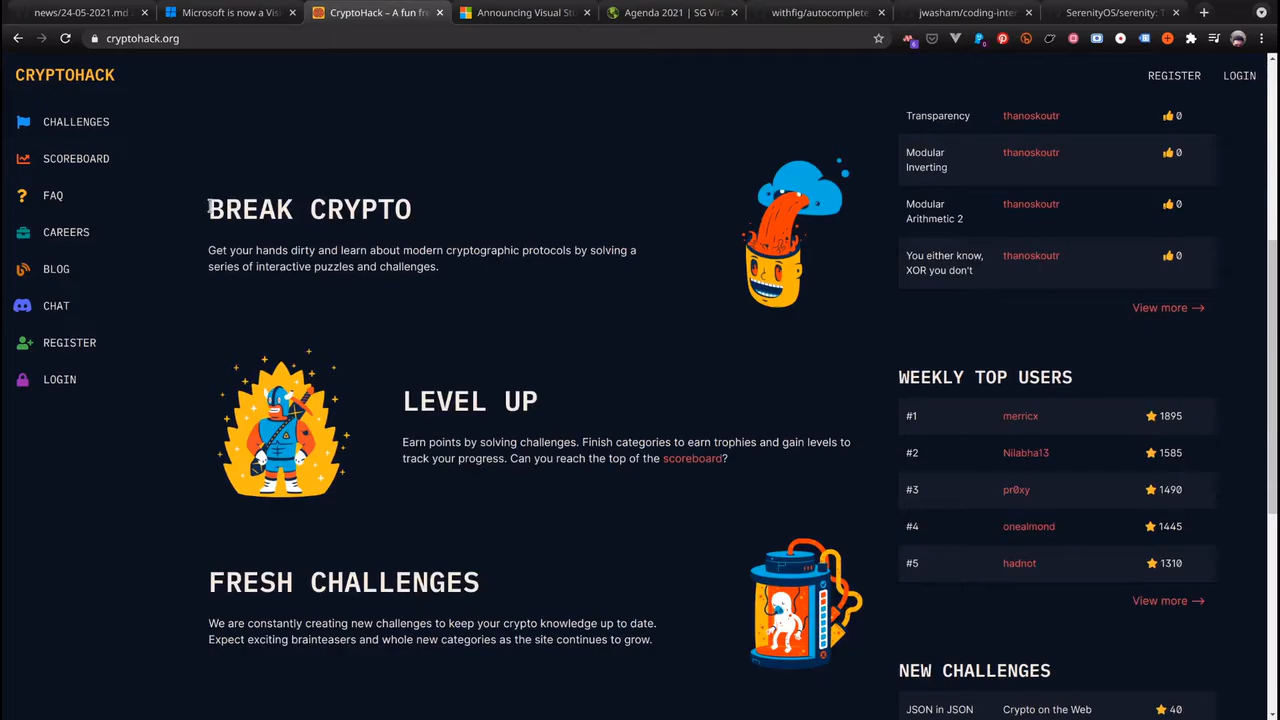 news/24-05-2021.md
Microsoft is now a Vis
CryptoHack – A fun fre
Announcing Visual Stu
Agenda 2021 | SG Virt
withfig/autocomplete
jwasham/coding-inter
SerenityOS/serenity: T
cryptohack.org
6
0
CRYPTOHACK
REGISTER
LOGIN
CHALLENGES
SCOREBOARD
FAQ
CAREERS
BLOG
CHAT
REGISTER
LOGIN
BREAK CRYPTO
Get your hands dirty and learn about modern cryptographic protocols by solving a
series of interactive puzzles and challenges.
LEVEL UP
Earn points by solving challenges. Finish categories to earn trophies and gain levels to
track your progress. Can you reach the top of the scoreboard?
FRESH CHALLENGES
We are constantly creating new challenges to keep your crypto knowledge up to date.
Expect exciting brainteasers and whole new categories as the site continues to grow.
Transparency thanoskoutr 0
Modular
Inverting thanoskoutr 0
Modular
Arithmetic 2 thanoskoutr 0
You either know,
XOR you don't thanoskoutr 0
View more →
WEEKLY TOP USERS
#1 merricx 1895
#2 Nilabha13 1585
#3 pr0xy 1490
#4 onealmond 1445
#5 hadnot 1310
View more →
NEW CHALLENGES
JSON in JSON Crypto on the Web 40